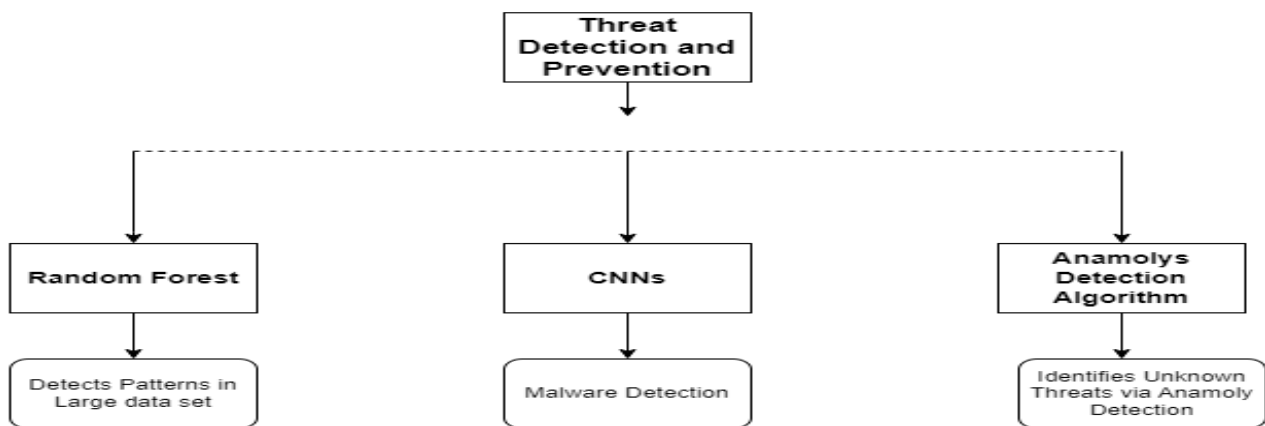 Threat
Detection and
Prevention
Random Forest
CNNs
Anamolys
Detection
Algorithm
Detects Patterns in
Large data set
Malware Detection
Identifies Unknown
Threats via Anamoly
Detection